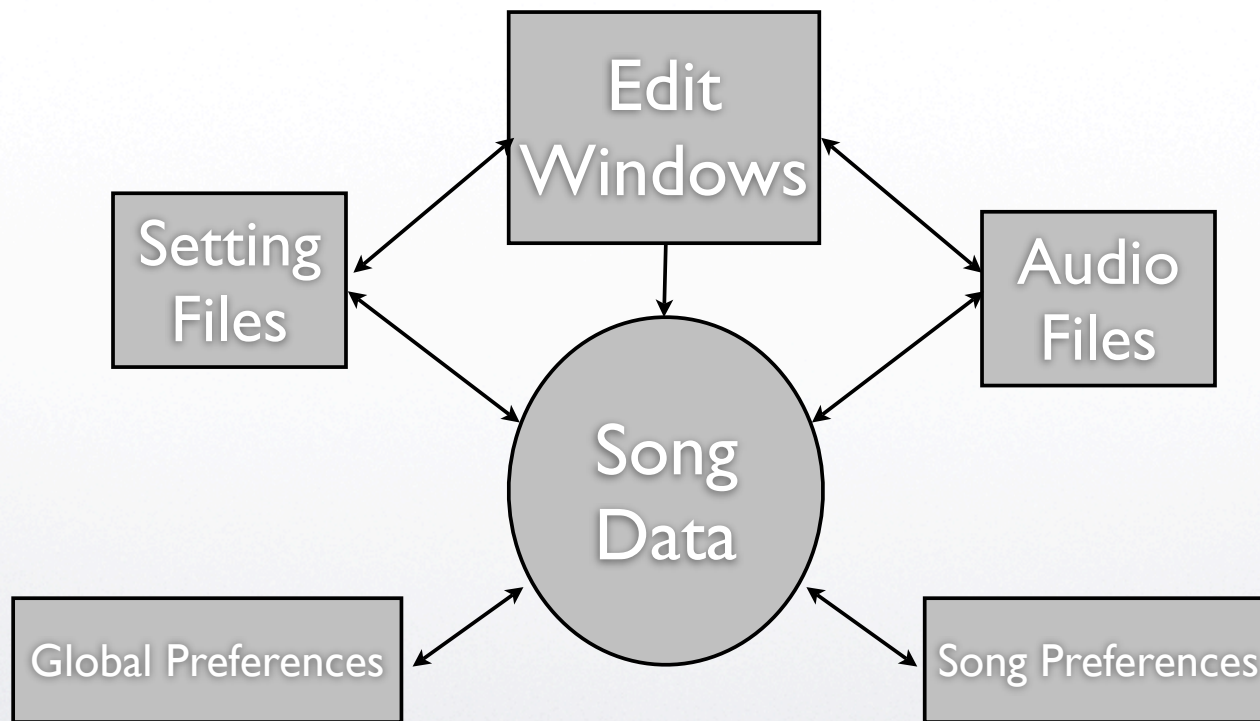 Edit
Windows
Setting
Files
Audio
Files
Song
Data
Global Preferences
Song Preferences